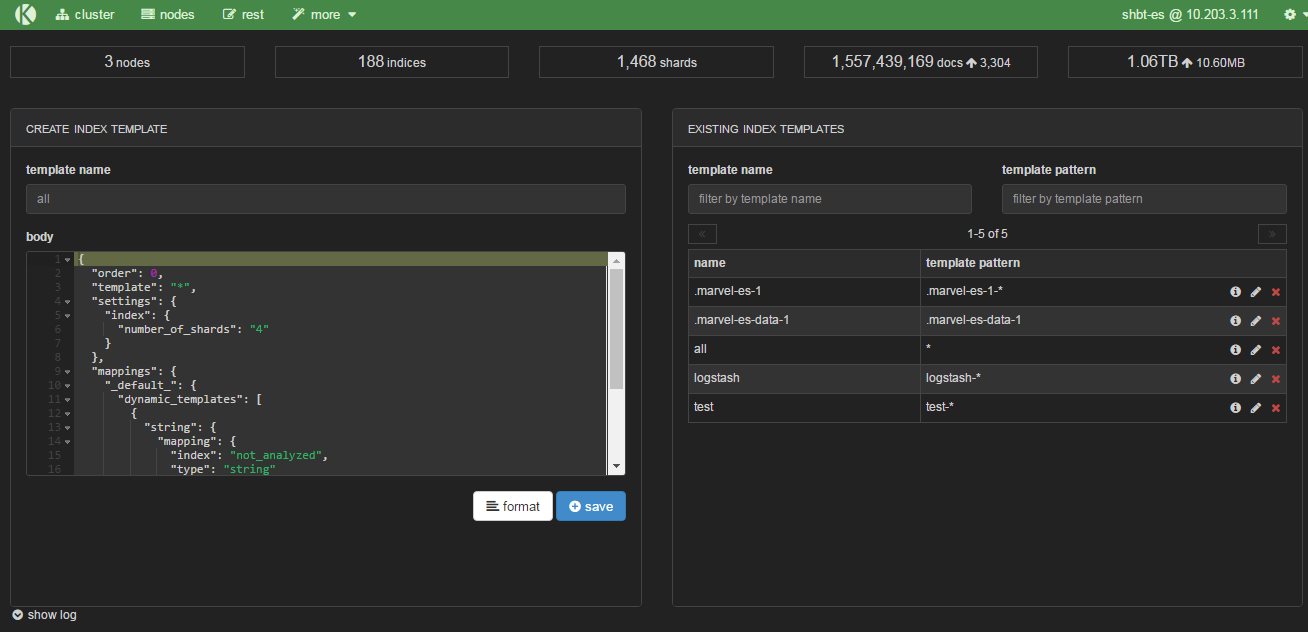 cluster nodes rest more shbt-es @ 10.203.3.111
3 nodes 188 indices 1,468 shards 1,557,439,169 docs 3,304 1.06TB 10.60MB
CREATE INDEX TEMPLATE
template name
all
body
1 {
2 "order": 0,
3 "template": "*",
4 "settings": {
5 "index": {
6 "number_of_shards": "4"
7 }
8 },
9 "mappings": {
10 "_default_": {
11 "dynamic_templates": [
12 {
13 "string": {
14 "mapping": {
15 "index": "not_analyzed",
16 "type": "string"
format save
EXISTING INDEX TEMPLATES
template name template pattern
filter by template name filter by template pattern
« 1-5 of 5 »
name template pattern
.marvel-es-1 .marvel-es-1-*
.marvel-es-data-1 .marvel-es-data-1
all *
logstash logstash-*
test test-*
show log